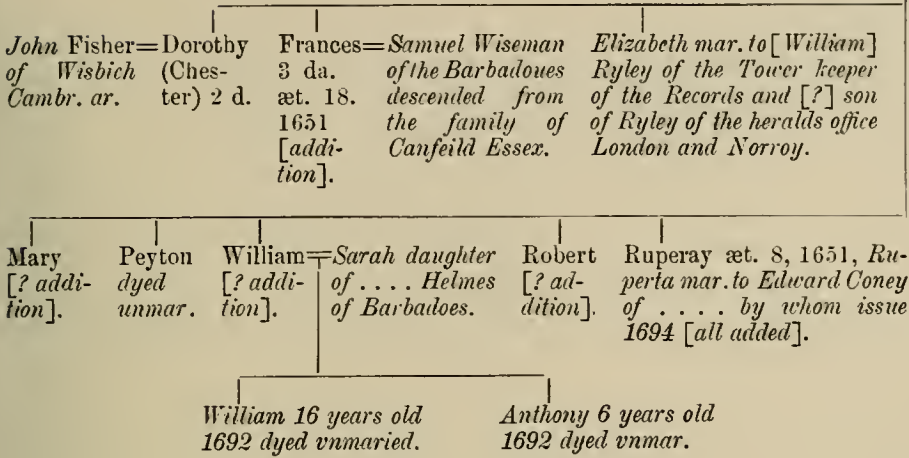 John Fisher=Dorothy
of Wisbich (Ches-
Cambr. ar. ter) 2 d.
Frances=Samuel Wiseman
3 da. of the Barbadoues
æt. 18. descended from
1651 the family of
[addi- Canfeild Essex.
tion].
Elizabeth mar. to [William]
Ryley of the Tower keeper
of the Records and [?] son
of Ryley of the heralds office
London and Norroy.
Mary
[? addi-
tion].
Peyton
dyed
unmar.
William=Sarah daughter
[? addi- of .... Helmes
tion]. of Barbadoes.
Robert
[? ad-
dition].
Ruperay æt. 8, 1651, Ru-
perta mar. to Edward Coney
of .... by whom issue
1694 [all added].
William 16 years old
1692 dyed vnmaried.
Anthony 6 years old
1692 dyed vnmar.